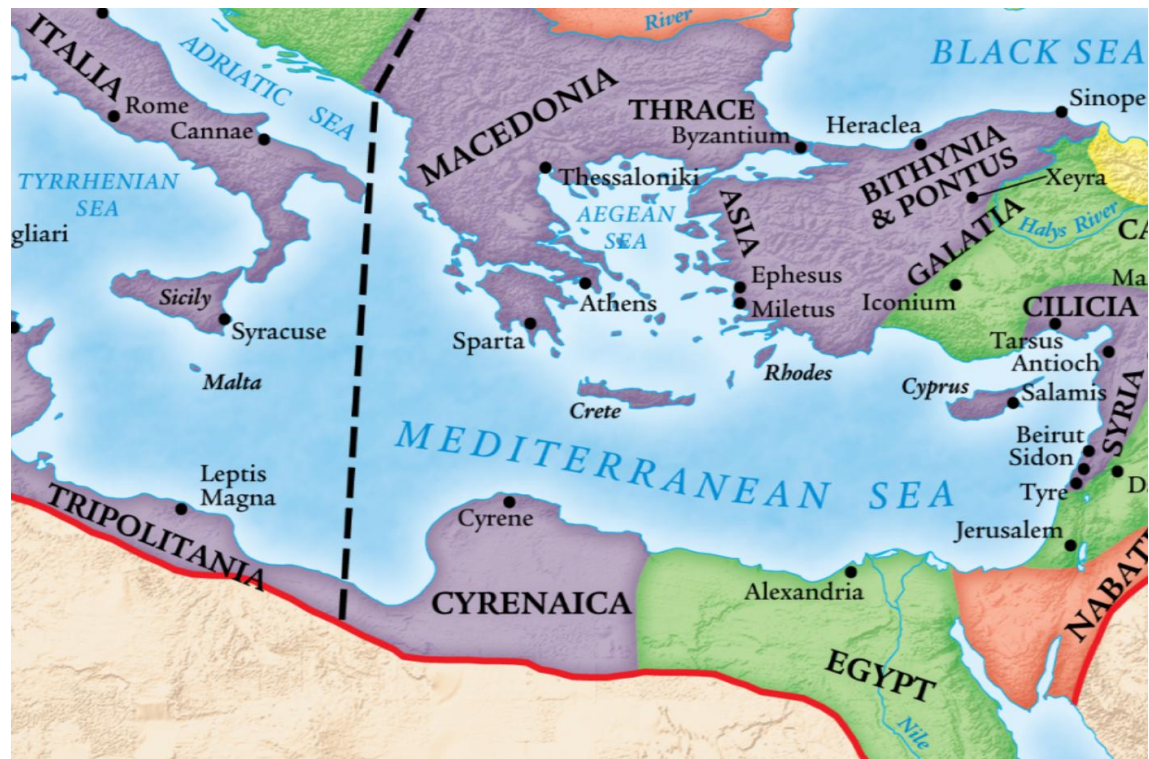 River
BLACK SEA
ITALIA
ADRIATIC SEA
MACEDONIA
THRACE
Sinope
Rome
Cannae
Byzantium
Heraclea
BITHYNIA
& PONTUS
Thessaloniki
Xeyra
TYRRHENIAN
SEA
AEGEAN
SEA
ASIA
Halys River
gliari
CA
GALATIA
Ephesus
Ma
Sicily
Athens
Miletus
Iconium
CILICIA
Syracuse
Sparta
Tarsus
Antioch
Malta
Rhodes
Cyprus
Salamis
Crete
SYRIA
MEDITERRANEAN SEA
Beirut
Sidon
Leptis
Magna
Tyre
D
TRIPOLITANIA
Cyrene
Jerusalem
CYRENAICA
Alexandria
NABAT
EGYPT
Nile